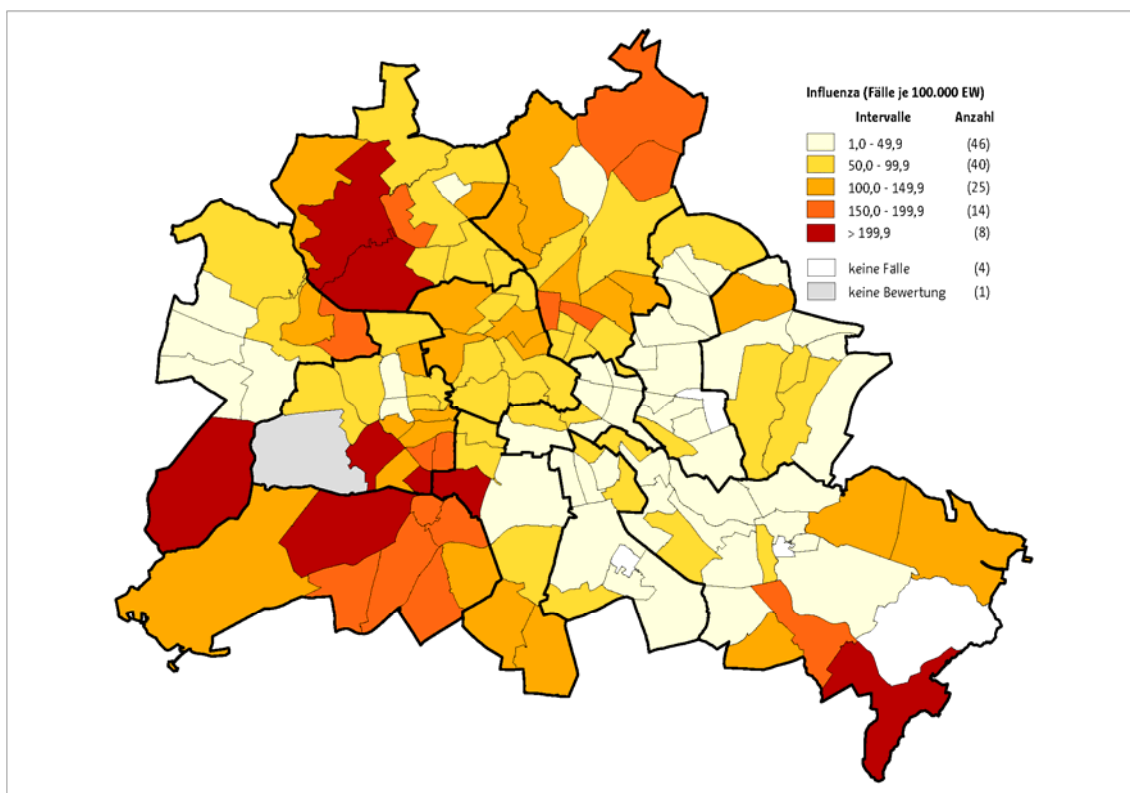 Influenza (Fälle je 100.000 EW)
Intervalle Anzahl
1,0 - 49,9 (46)
50,0 - 99,9 (40)
100,0 - 149,9 (25)
150,0 - 199,9 (14)
> 199,9 (8)
keine Fälle (4)
keine Bewertung (1)